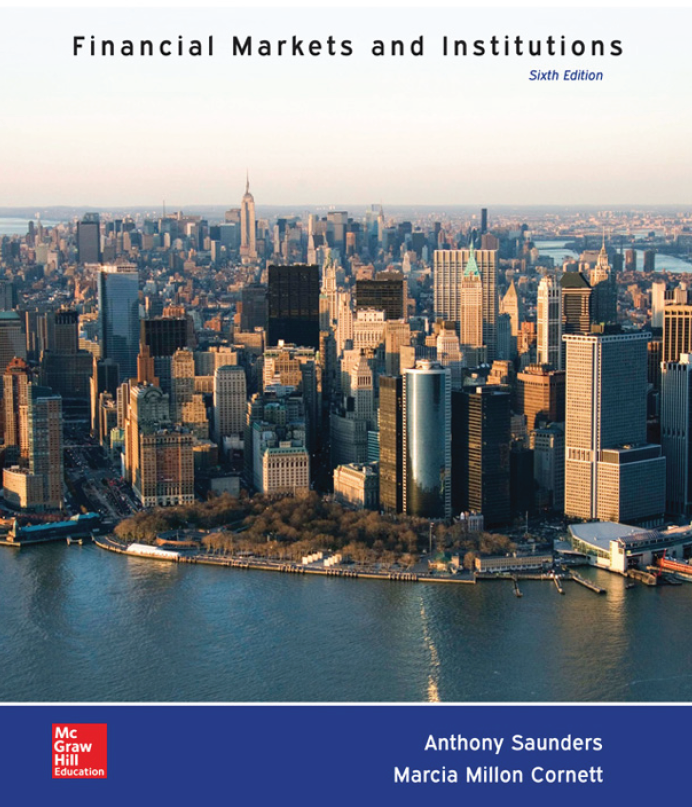 Financial Markets and Institutions
Sixth Edition
Mc
Graw
Hill
Education
Anthony Saunders
Marcia Millon Cornett